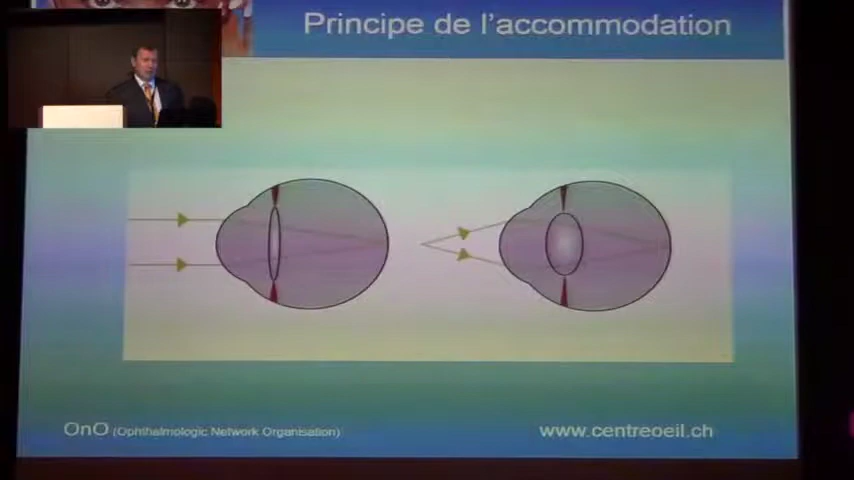 Principe de l'accommodation
OnO (Ophthalmologic Network Organisation)
www.centreoeil.ch